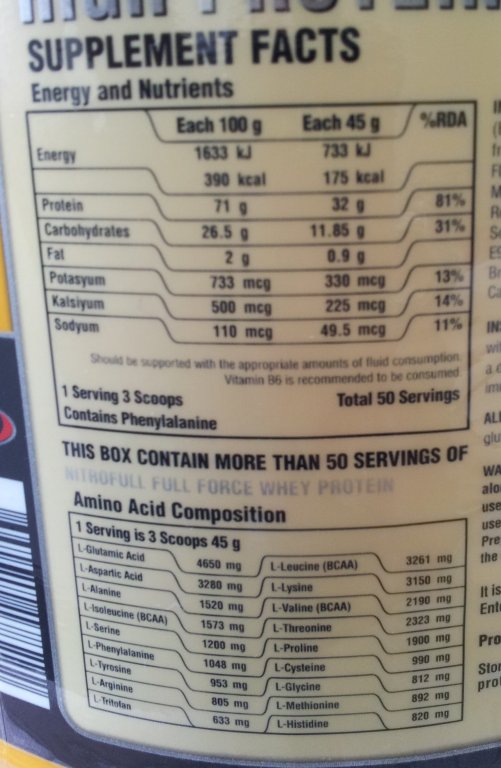 HIGH PROTEIN
SUPPLEMENT FACTS
Energy and Nutrients
Each 100 g Each 45 g %RDA
Energy 1633 kJ 733 kJ
390 kcal 175 kcal
Protein 71 g 32 g 81%
Carbohydrates 26.5 g 11.85 g 31%
Fat 2 g 0.9 g
Potasyum 733 mcg 330 mcg 13%
Kalsiyum 500 mcg 225 mcg 14%
Sodyum 110 mcg 49.5 mcg 11%
Should be supported with the appropriate amounts of fluid consumption.
Vitamin B6 is recommended to be consumed
1 Serving 3 Scoops Total 50 Servings
Contains Phenylalanine
THIS BOX CONTAIN MORE THAN 50 SERVINGS OF
NITROFULL FULL FORCE WHEY PROTEIN
Amino Acid Composition
1 Serving is 3 Scoops 45 g
L-Glutamic Acid 4650 mg L-Leucine (BCAA) 3261 mg
L-Aspartic Acid 3280 mg L-Lysine 3150 mg
L-Alanine 1520 mg L-Valine (BCAA) 2190 mg
L-Isoleucine (BCAA) 1573 mg L-Threonine 2323 mg
L-Serine 1200 mg L-Proline 1900 mg
L-Phenylalanine 1048 mg L-Cysteine 990 mg
L-Tyrosine 953 mg L-Glycine 812 mg
L-Arginine 805 mg L-Methionine 892 mg
L-Tritofan 633 mg L-Histidine 820 mg